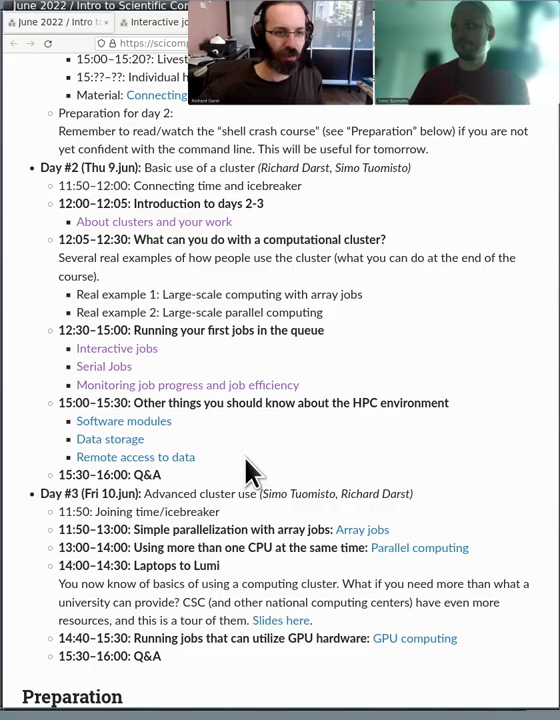 June 2022 / Intro to Scientific Cor
June 2022 / Intro to
Interactive jo
https://scicomp
15:00–15:20?: Livest
15:??–??: Individual h
Material: Connecting
Richard Darst
Preparation for day 2:
Remember to read/watch the “shell crash course” (see “Preparation” below) if you are not
yet confident with the command line. This will be useful for tomorrow.
Day #2 (Thu 9.jun): Basic use of a cluster (Richard Darst, Simo Tuomisto)
11:50–12:00: Connecting time and icebreaker
12:00–12:05: Introduction to days 2-3
About clusters and your work
12:05–12:30: What can you do with a computational cluster?
Several real examples of how people use the cluster (what you can do at the end of the
course).
Real example 1: Large-scale computing with array jobs
Real example 2: Large-scale parallel computing
12:30–15:00: Running your first jobs in the queue
Interactive jobs
Serial Jobs
Monitoring job progress and job efficiency
15:00–15:30: Other things you should know about the HPC environment
Software modules
Data storage
Remote access to data
15:30–16:00: Q&A
Day #3 (Fri 10.jun): Advanced cluster use (Simo Tuomisto, Richard Darst)
11:50: Joining time/icebreaker
11:50–13:00: Simple parallelization with array jobs: Array jobs
13:00–14:00: Using more than one CPU at the same time: Parallel computing
14:00–14:30: Laptops to Lumi
You now know of basics of using a computing cluster. What if you need more than what a
university can provide? CSC (and other national computing centers) have even more
resources, and this is a tour of them. Slides here.
14:40–15:30: Running jobs that can utilize GPU hardware: GPU computing
15:30–16:00: Q&A
Preparation